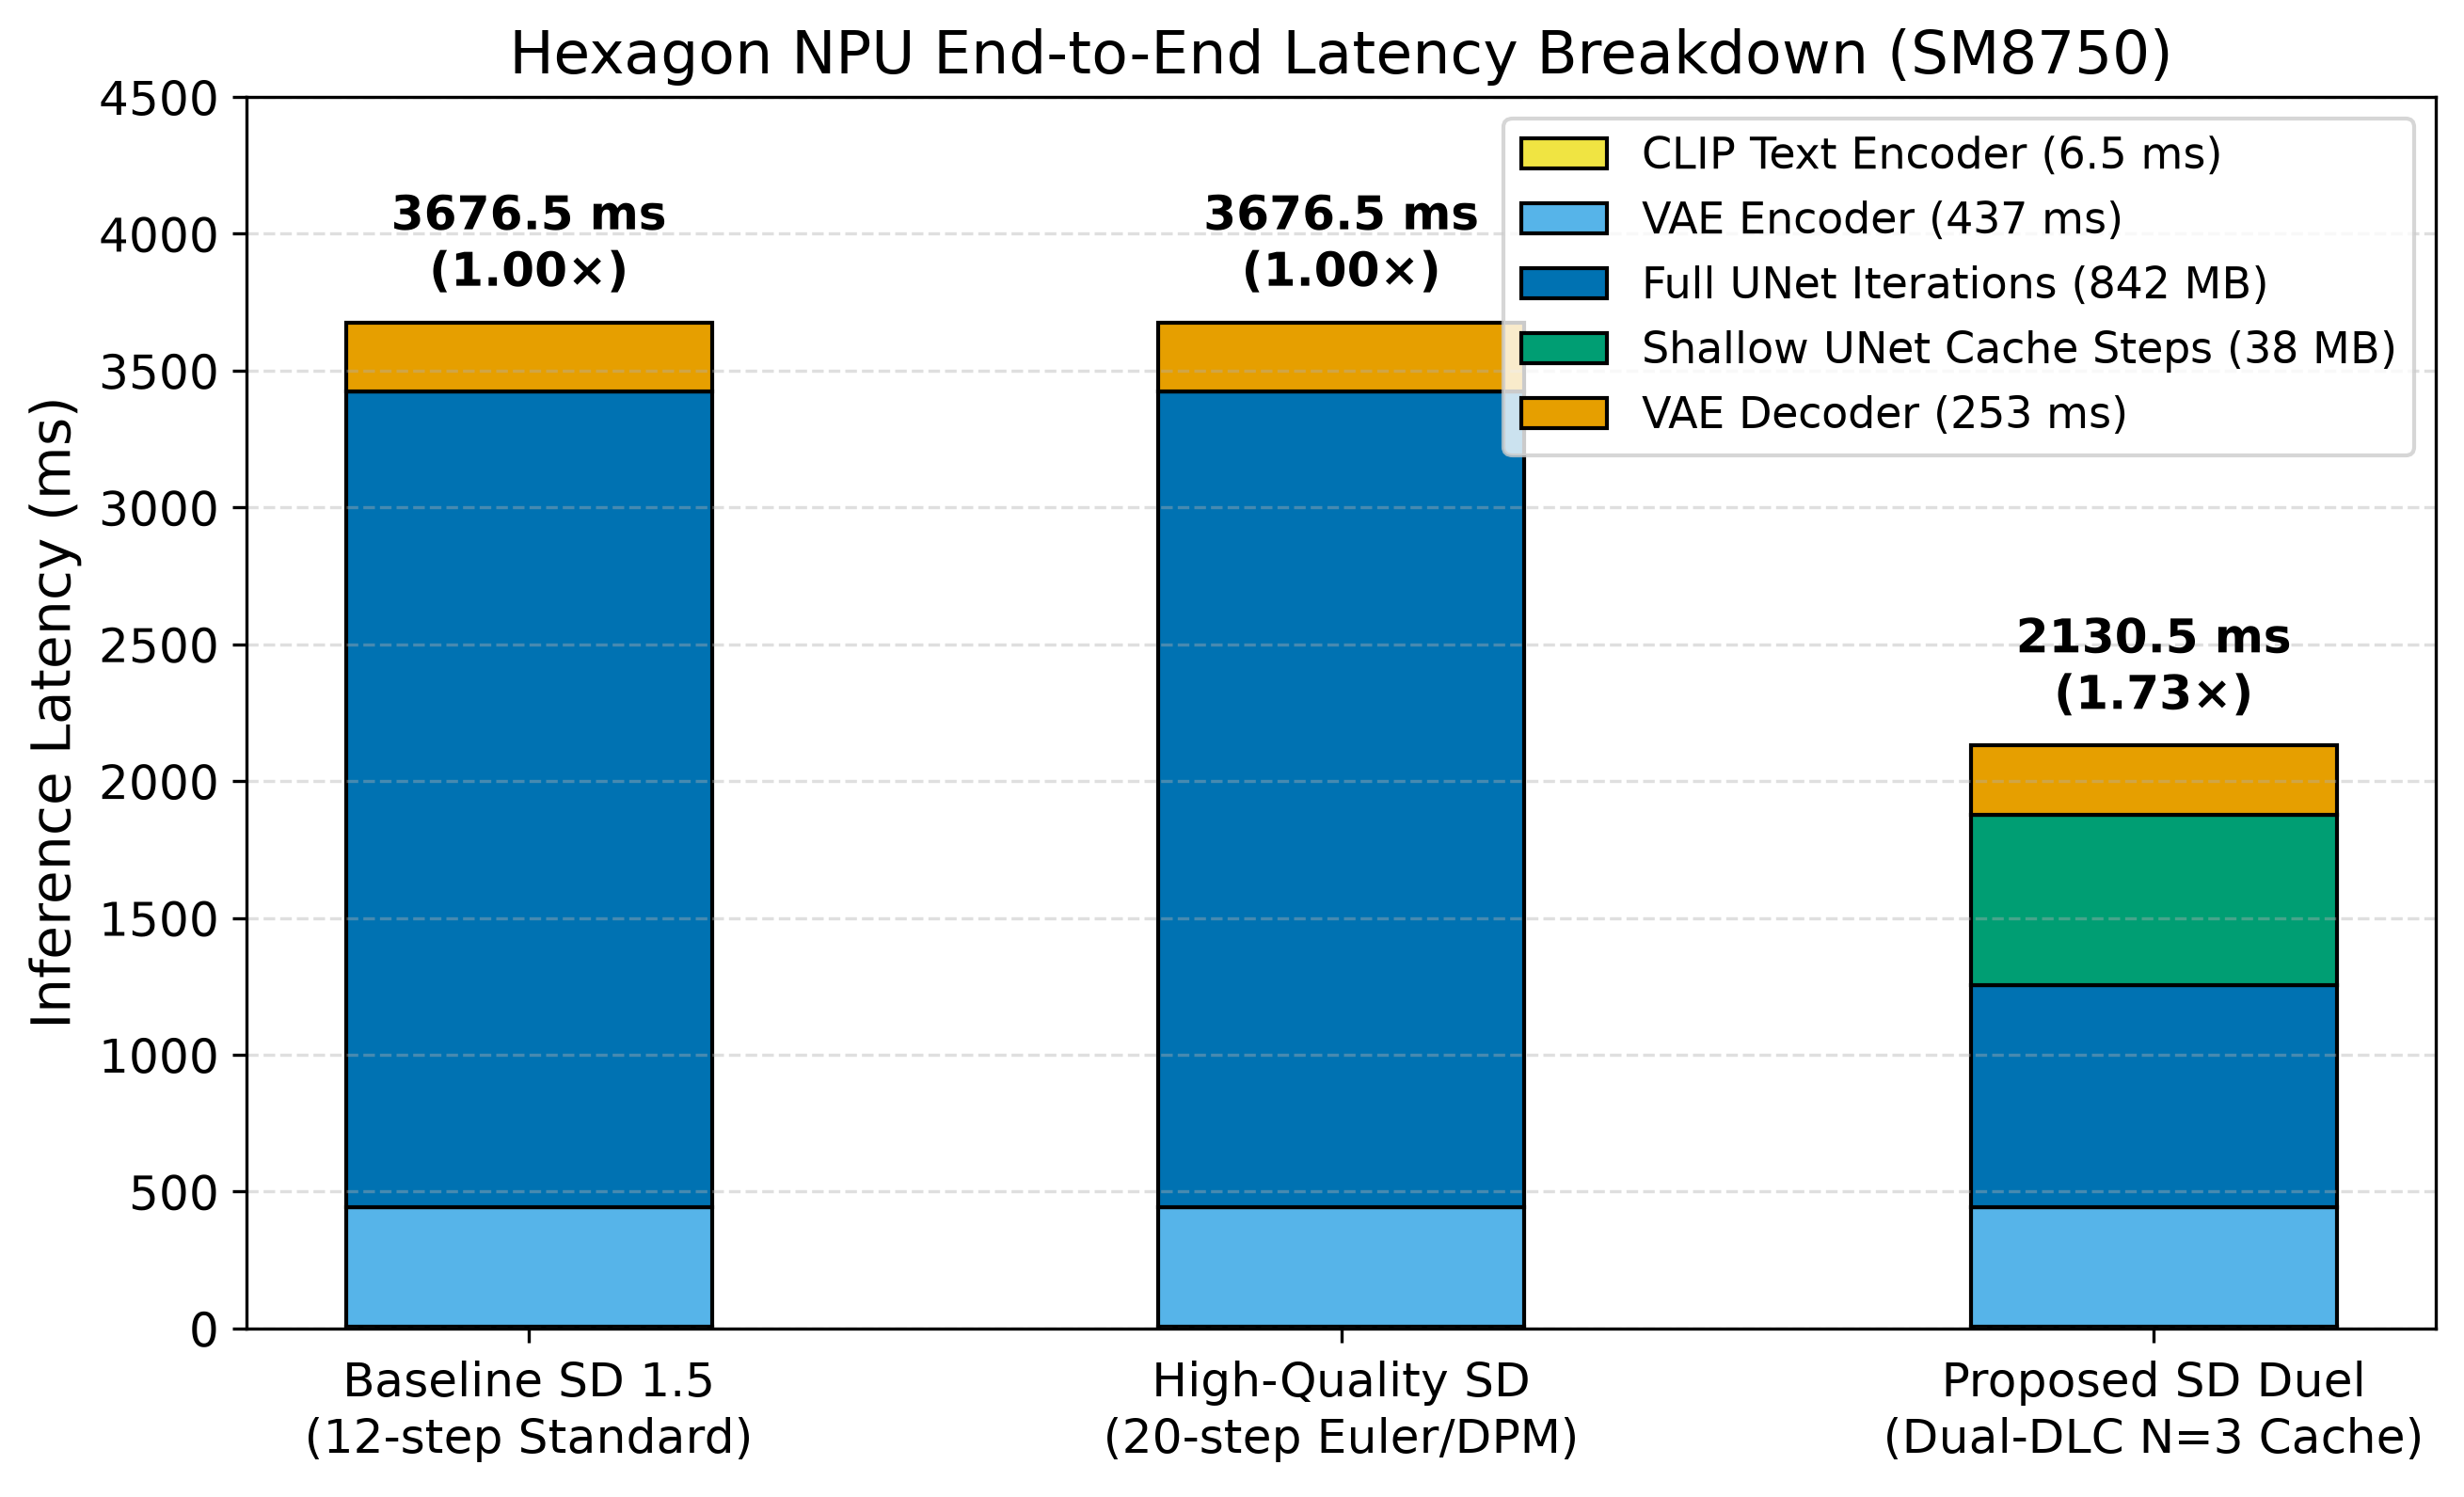 Hexagon NPU End-to-End Latency Breakdown (SM8750)
Inference Latency (ms)
4500
4000
3500
3000
2500
2000
1500
1000
500
0
CLIP Text Encoder (6.5 ms)
VAE Encoder (437 ms)
Full UNet Iterations (842 MB)
Shallow UNet Cache Steps (38 MB)
VAE Decoder (253 ms)
3676.5 ms
(1.00×)
3676.5 ms
(1.00×)
2130.5 ms
(1.73×)
Baseline SD 1.5
(12-step Standard)
High-Quality SD
(20-step Euler/DPM)
Proposed SD Duel
(Dual-DLC N=3 Cache)